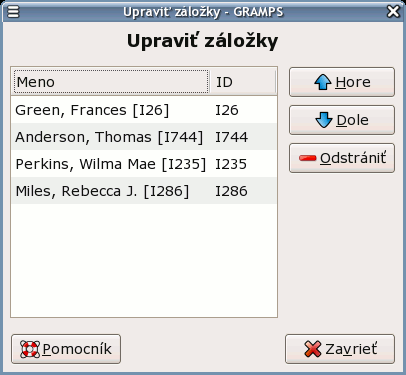 Upraviť záložky - GRAMPS
Upraviť záložky
Meno ID
Green, Frances [I26] I26
Anderson, Thomas [I744] I744
Perkins, Wilma Mae [I235] I235
Miles, Rebecca J. [I286] I286
Hore
Dole
Odstrániť
Pomocník
Zavrieť